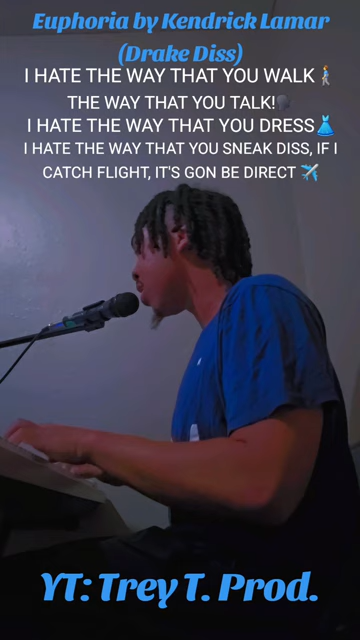 Euphoria by Kendrick Lamar
(Drake Diss)
I HATE THE WAY THAT YOU WALK🚶
THE WAY THAT YOU TALK!🗣️
I HATE THE WAY THAT YOU DRESS👗
I HATE THE WAY THAT YOU SNEAK DISS, IF I
CATCH FLIGHT, IT'S GON BE DIRECT ✈️
YT: Trey T. Prod.